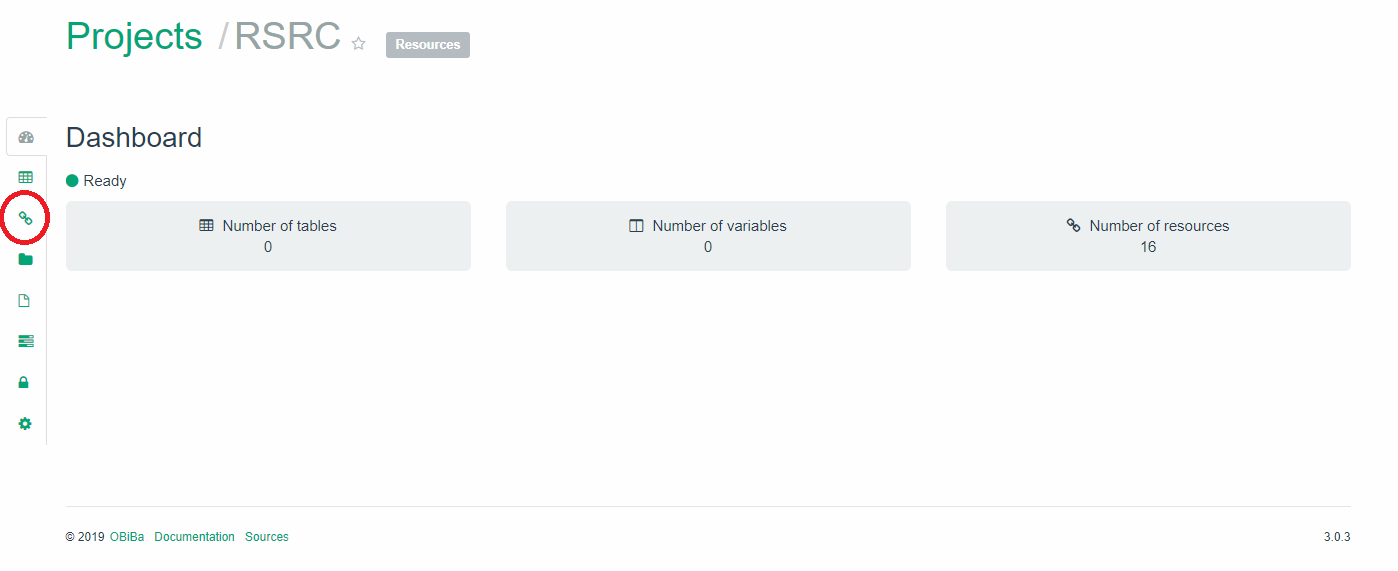 Projects / RSRC Resources
Dashboard
Ready
Number of tables
0
Number of variables
0
Number of resources
16
© 2019 OBiBa Documentation Sources
3.0.3